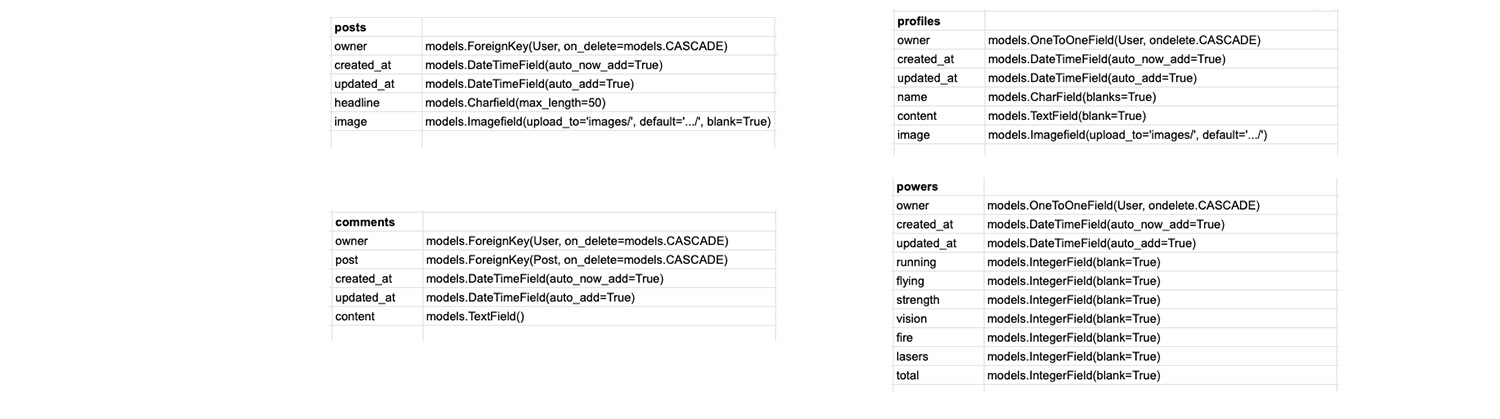 posts
owner models.ForeignKey(User, on_delete=models.CASCADE)
created_at models.DateTimeField(auto_now_add=True)
updated_at models.DateTimeField(auto_add=True)
headline models.Charfield(max_length=50)
image models.Imagefield(upload_to='images/', default='.../', blank=True)
comments
owner models.ForeignKey(User, on_delete=models.CASCADE)
post models.ForeignKey(Post, on_delete=models.CASCADE)
created_at models.DateTimeField(auto_now_add=True)
updated_at models.DateTimeField(auto_add=True)
content models.TextField()
profiles
owner models.OneToOneField(User, ondelete.CASCADE)
created_at models.DateTimeField(auto_now_add=True)
updated_at models.DateTimeField(auto_add=True)
name models.CharField(blanks=True)
content models.TextField(blank=True)
image models.Imagefield(upload_to='images/', default='.../')
powers
owner models.OneToOneField(User, ondelete.CASCADE)
created_at models.DateTimeField(auto_now_add=True)
updated_at models.DateTimeField(auto_add=True)
running models.IntegerField(blank=True)
flying models.IntegerField(blank=True)
strength models.IntegerField(blank=True)
vision models.IntegerField(blank=True)
fire models.IntegerField(blank=True)
lasers models.IntegerField(blank=True)
total models.IntegerField(blank=True)